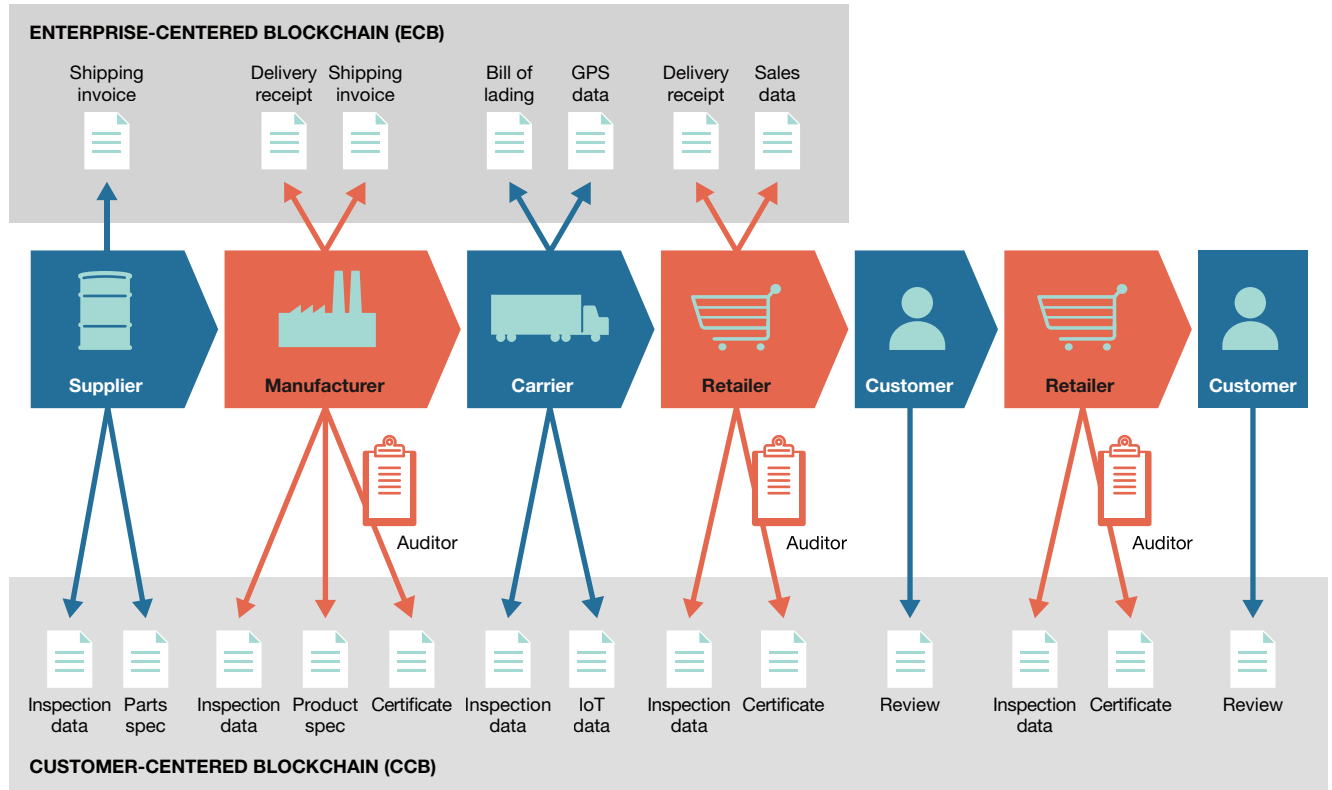 ENTERPRISE-CENTERED BLOCKCHAIN (ECB)
Shipping
invoice
Delivery
receipt
Shipping
invoice
Bill of
lading
GPS
data
Delivery
receipt
Sales
data
Supplier
Manufacturer
Carrier
Retailer
Customer
Retailer
Customer
Auditor
Auditor
Auditor
Inspection
data
Parts
spec
Inspection
data
Product
spec
Certificate
Inspection
data
IoT
data
Inspection
data
Certificate
Review
Inspection
data
Certificate
Review
CUSTOMER-CENTERED BLOCKCHAIN (CCB)